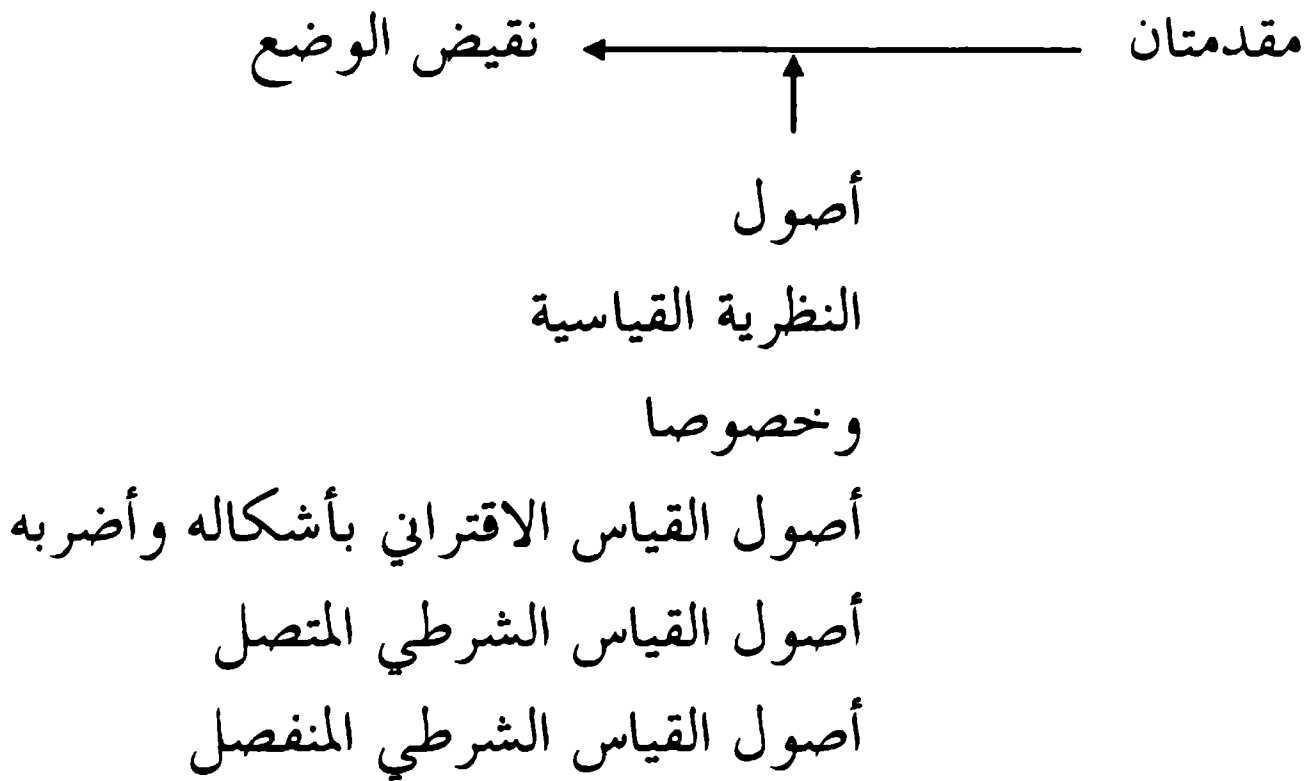 مقدمتان نقيض الوضع
أصول
النظرية القياسية
وخصوصا
أصول القياس الاقتراني بأشكاله وأضربه
أصول القياس الشرطي المتصل
أصول القياس الشرطي المنفصل